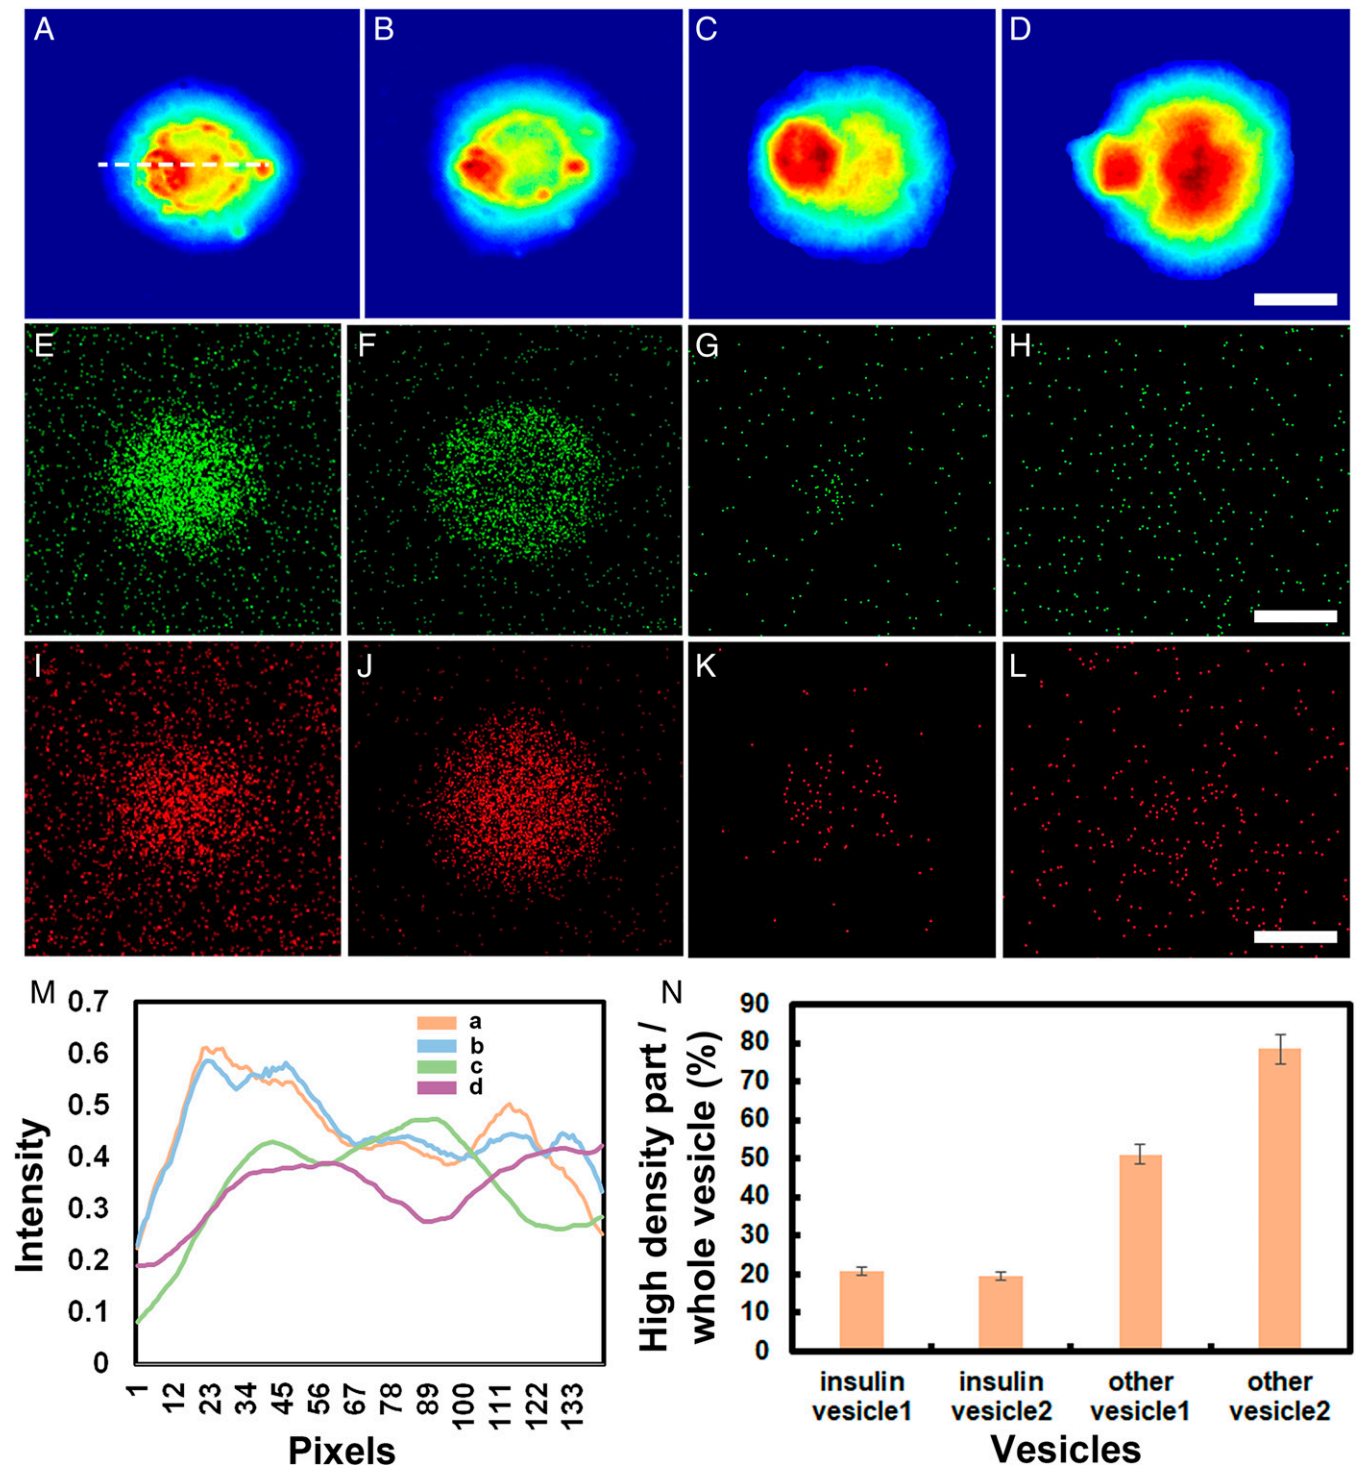 A B C D
E F G H
I J K L
M
0.7
0.6
0.5
0.4
0.3
0.2
0.1
0
Intensity
a
b
c
d
1 12 23 34 45 56 67 78 89 100 111 122 133
Pixels
N
High density part /
whole vesicle (%)
90
80
70
60
50
40
30
20
10
0
insulin insulin other other
vesicle1 vesicle2 vesicle1 vesicle2
Vesicles